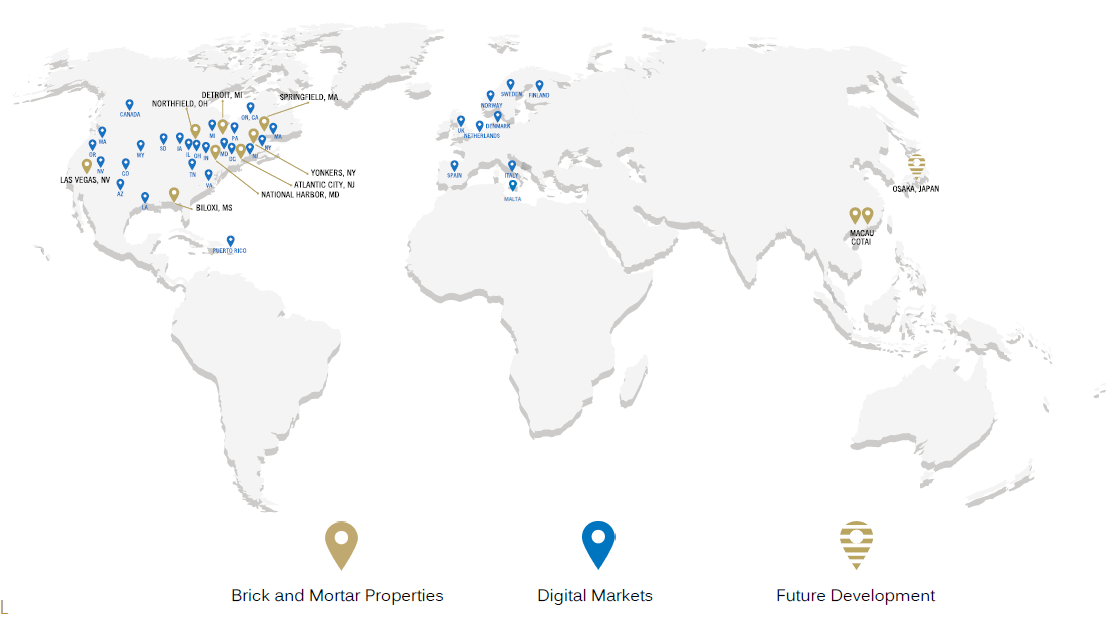 DETROIT, MI
NORTHFIELD, OH
SPRINGFIELD, MA
CANADA
ON, CA
WA
OR
NV
WY
CO
AZ
SD
IA
IL
OH
IN
MI
PA
MD
DC
NJ
NY
MA
TN
VA
LA
LAS VEGAS, NV
YONKERS, NY
ATLANTIC CITY, NJ
NATIONAL HARBOR, MD
BILOXI, MS
PUERTO RICO
SWEDEN
FINLAND
NORWAY
DENMARK
UK
NETHERLANDS
SPAIN
ITALY
MALTA
OSAKA, JAPAN
MACAU
COTAI
Brick and Mortar Properties
Digital Markets
Future Development
L